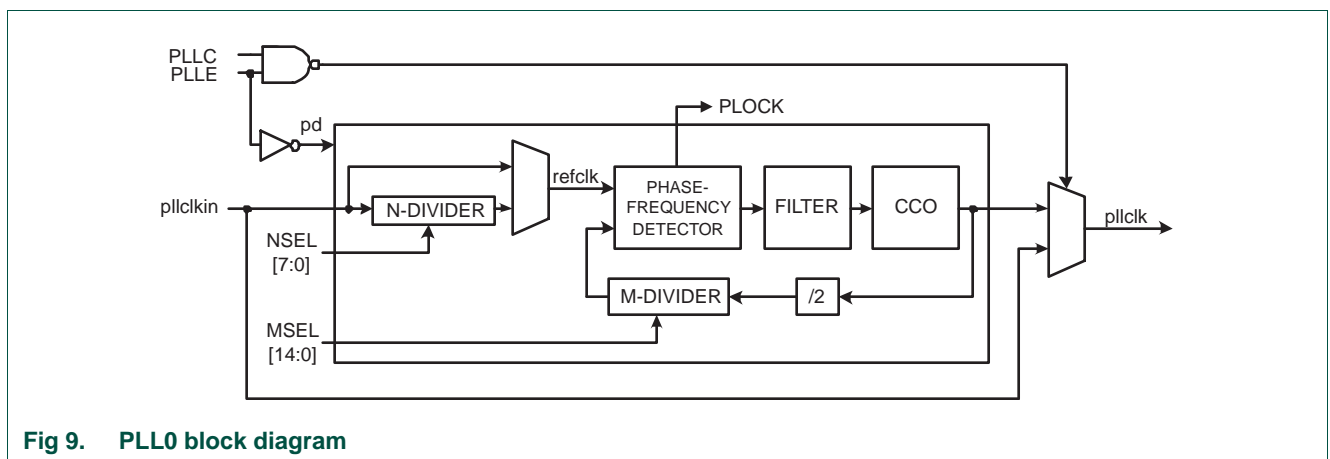 PLLC
PLLE
pd
PLOCK
refclk
PHASE-
FREQUENCY
DETECTOR
FILTER
CCO
pllclkin
N-DIVIDER
pllclk
NSEL
[7:0]
M-DIVIDER
/2
MSEL
[14:0]
Fig 9. PLL0 block diagram